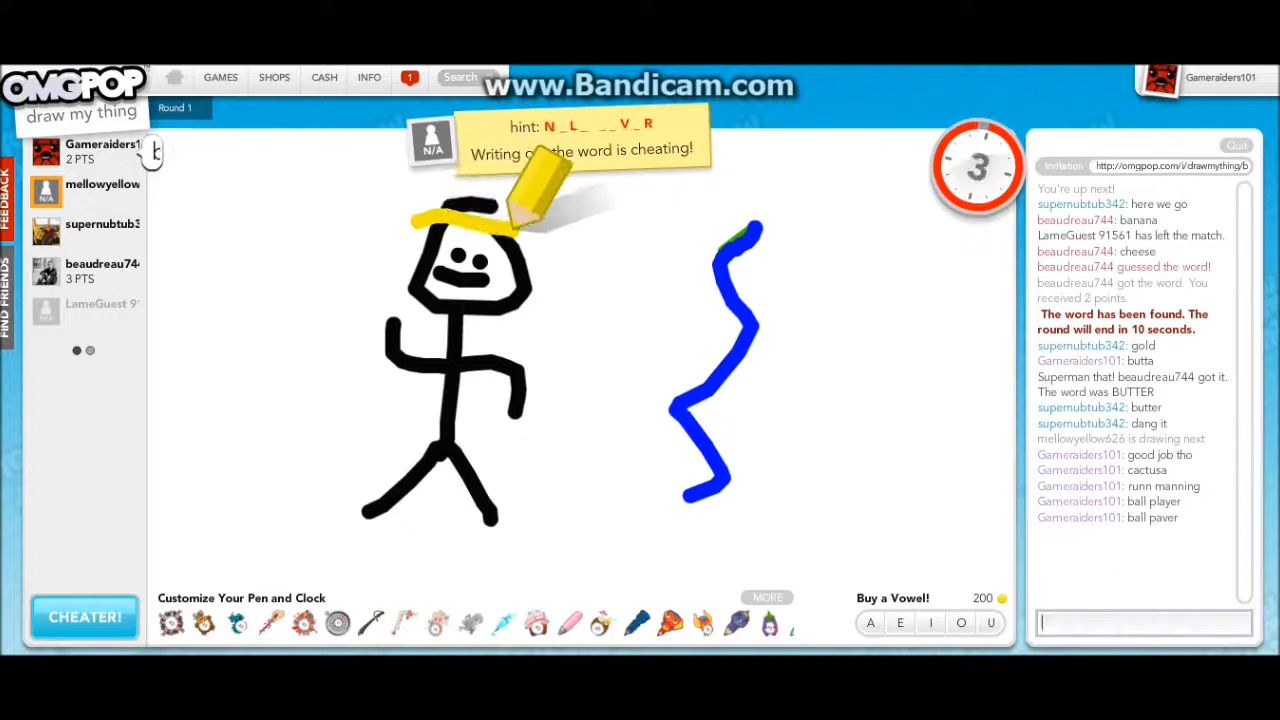 www.Bandicam.com
OMGPOP
draw my thing
GAMES
SHOPS
CASH
INFO
1
Search
Gameraiders101
Round 1
hint: N _ L _ _ _ V _ R
Writing the word is cheating!
N/A
3
Gameraiders1
2 PTS
mellowyellow
N/A
supernubtub3
beaudreau744
3 PTS
LameGuest 91
FEEDBACK
FIND FRIENDS
CHEATER!
Quit
Invitation http://omgpop.com/i/drawmything/b
You're up next!
supernubtub342: here we go
beaudreau744: banana
LameGuest 91561 has left the match.
beaudreau744: cheese
beaudreau744 guessed the word!
beaudreau744 got the word. You
received 2 points.
The word has been found. The
round will end in 10 seconds.
supernubtub342: gold
Gameraiders101: butta
Superman that! beaudreau744 got it.
The word was BUTTER
supernubtub342: butter
supernubtub342: dang it
mellowyellow626 is drawing next
Gameraiders101: good job tho
Gameraiders101: cactusa
Gameraiders101: runn manning
Gameraiders101: ball player
Gameraiders101: ball paver
Customize Your Pen and Clock
MORE
Buy a Vowel!
200
A E I O U